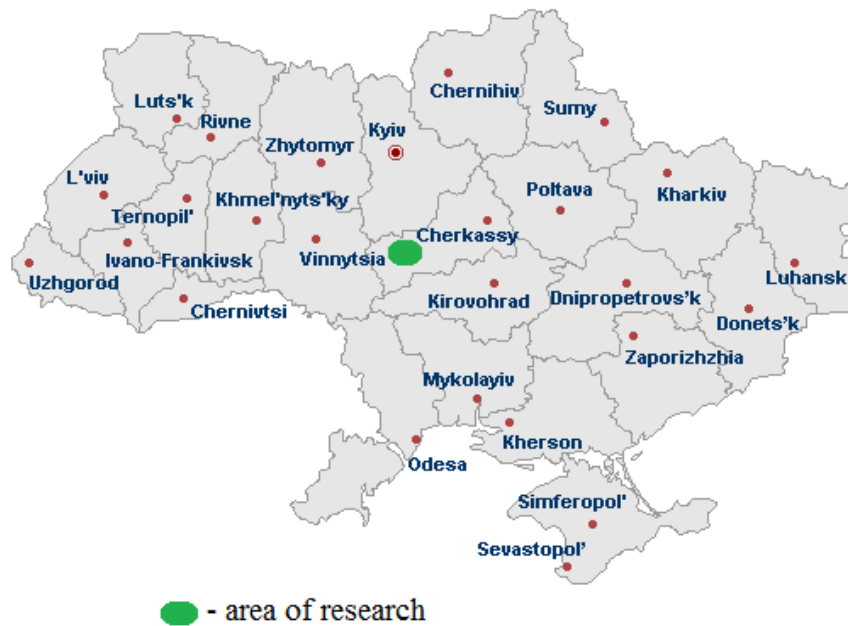 Chernihiv
Luts'k
Sumy
Rivne
Kyiv
Zhytomyr
L'viv
Poltava
Kharkiv
Khmel'nyts'ky
Ternopil'
Cherkassy
Ivano-Frankivsk
Vinnytsia
Uzhgorod
Luhansk
Kirovohrad
Dnipropetrovs'k
Chernivtsi
Donets'k
Zaporizhzhia
Mykolayiv
Kherson
Odesa
Simferopol'
Sevastopol'
- area of research